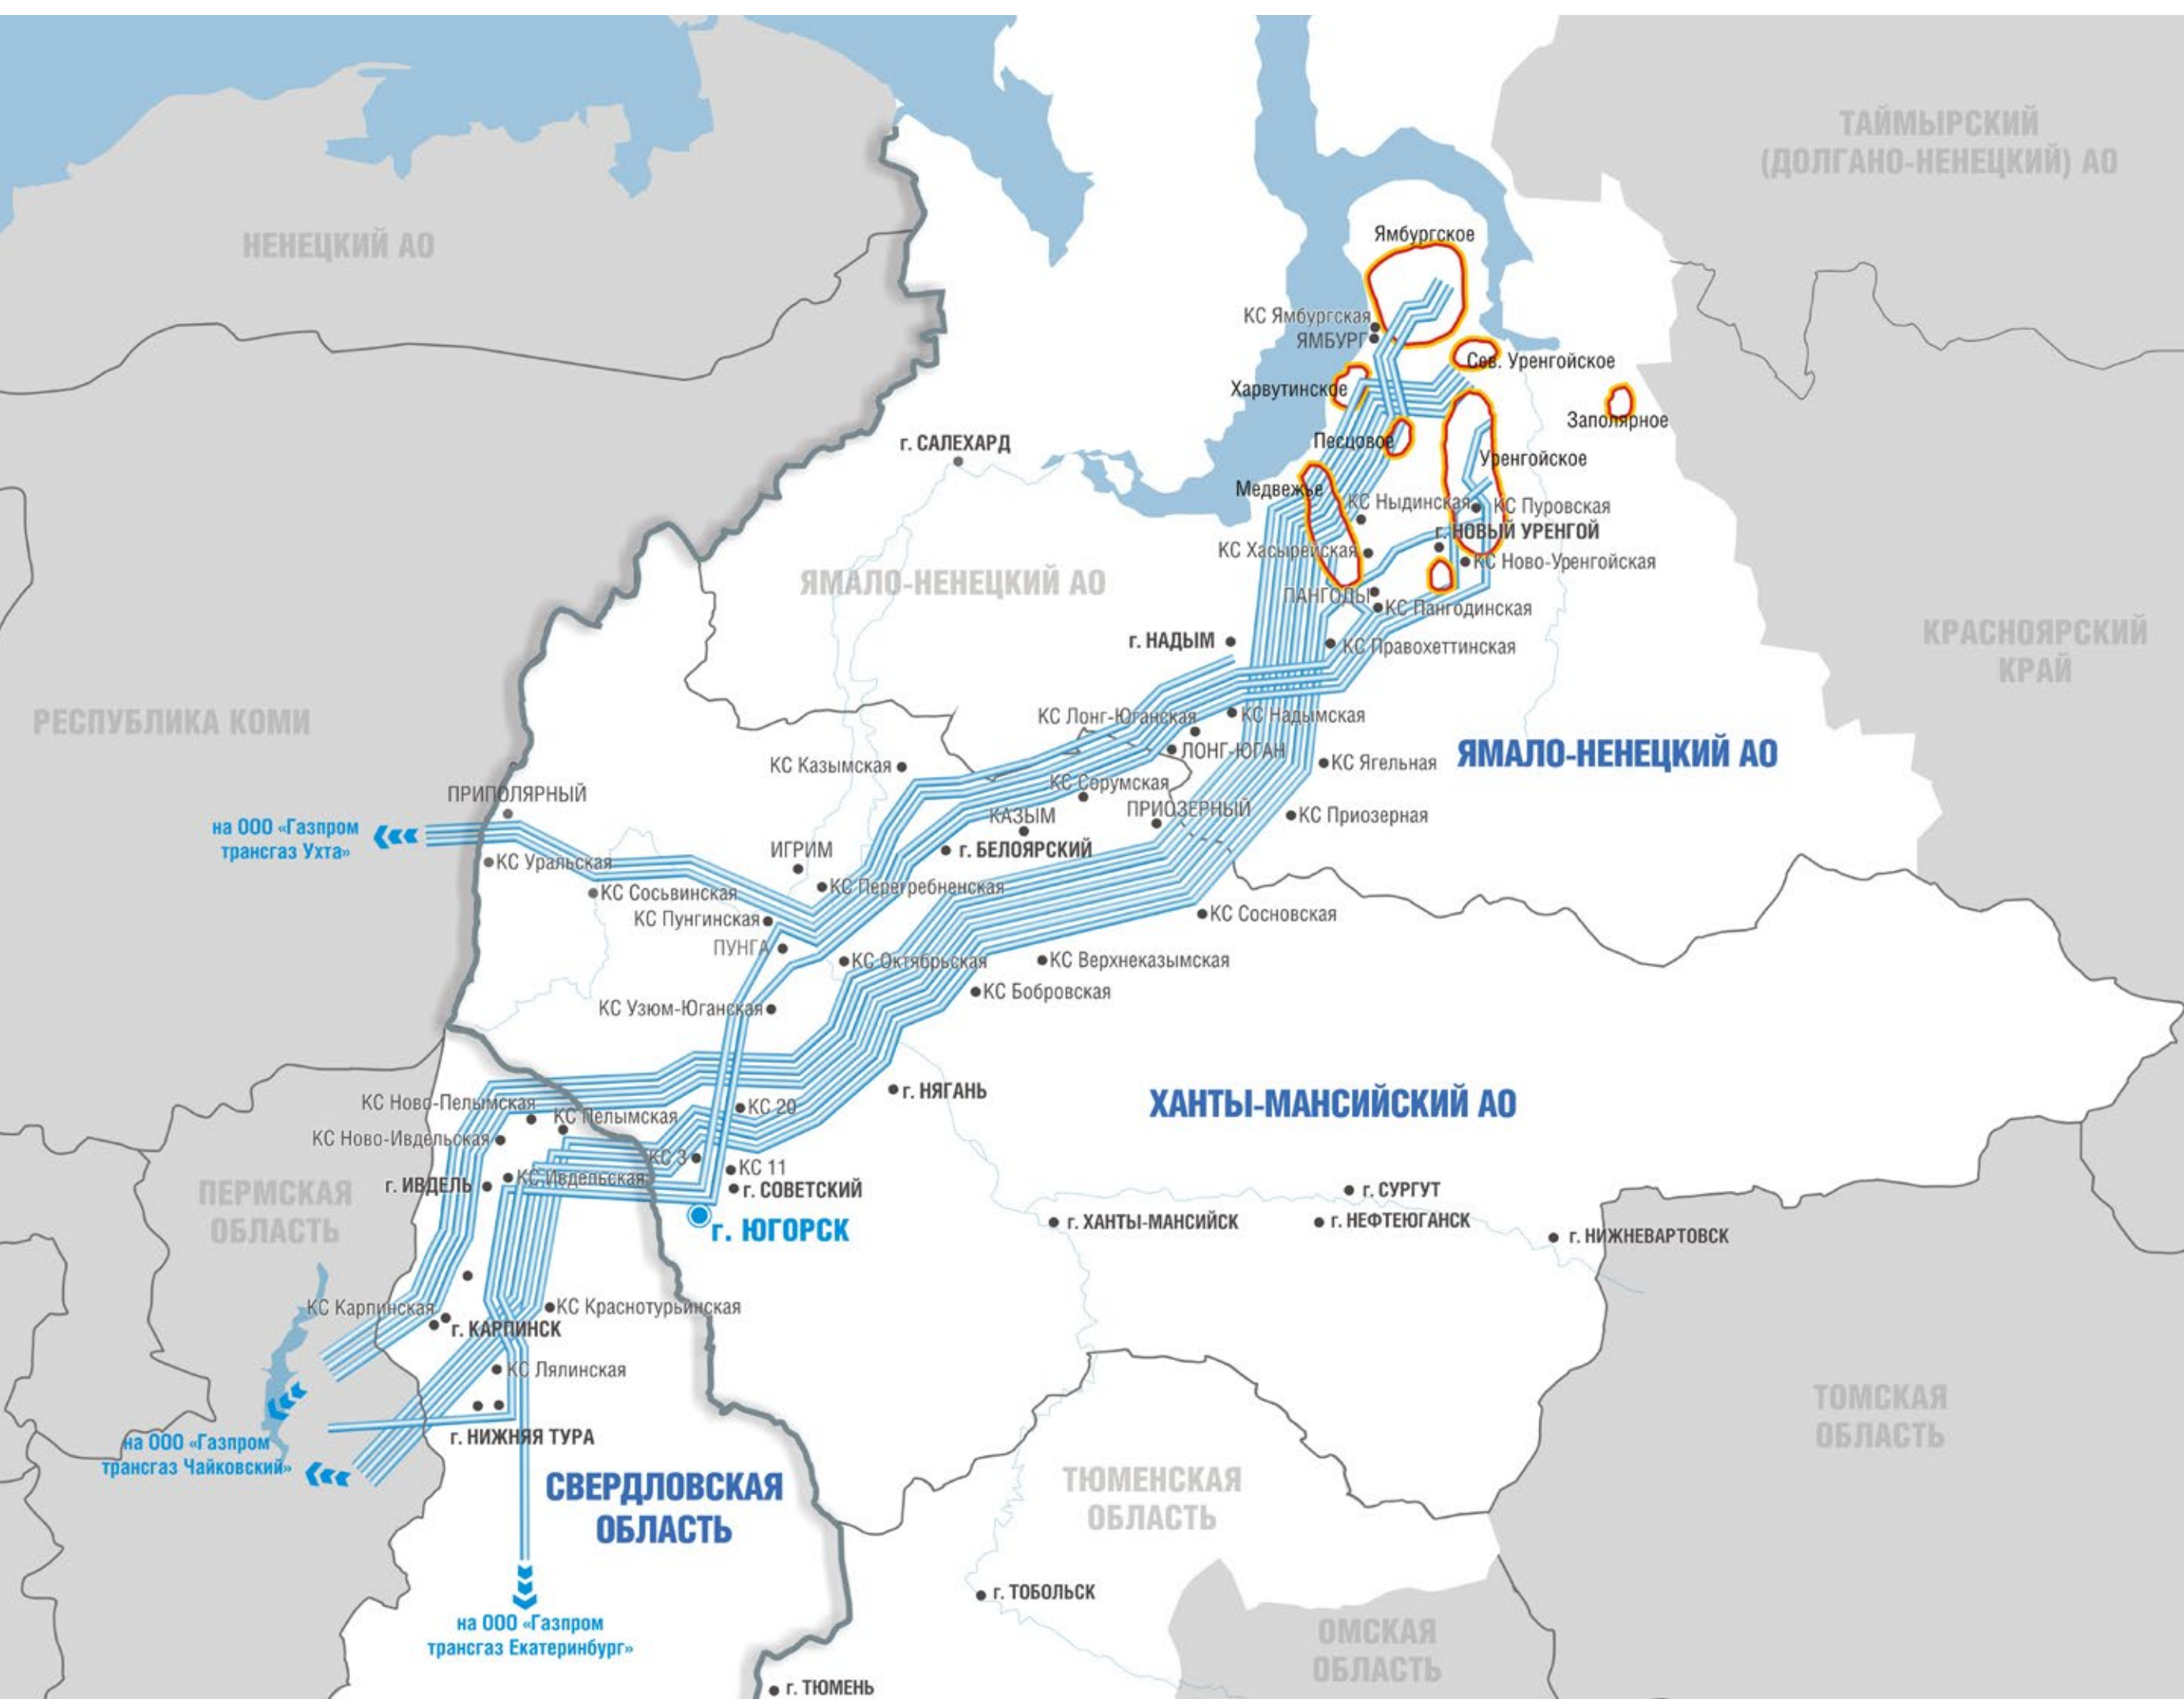 ТАЙМЫРСКИЙ
(ДОЛГАНО-НЕНЕЦКИЙ) АО
НЕНЕЦКИЙ АО
Ямбургское
КС Ямбургская
ЯМБУРГ
Сев. Уренгойское
Харвутинское
Заполярное
г. САЛЕХАРД
Песцовое
Уренгойское
Медвежье
КС Ныдинская
КС Пуровская
г. НОВЫЙ УРЕНГОЙ
КС Хасырейская
КС Ново-Уренгойская
ЯМАЛО-НЕНЕЦКИЙ АО
ПАНГОДЫ
КС Пангодинская
г. НАДЫМ
КС Правохеттинская
КРАСНОЯРСКИЙ
КРАЙ
РЕСПУБЛИКА КОМИ
КС Лонг-Юганская
КС Надымская
ЛОНГ-ЮГАН
ЯМАЛО-НЕНЕЦКИЙ АО
КС Казымская
КС Ягельная
КС Сорумская
ПРИПОЛЯРНЫЙ
КАЗЫМ
ПРИОЗЕРНЫЙ
КС Приозерная
на ООО «Газпром
трансгаз Ухта»
ИГРИМ
г. БЕЛОЯРСКИЙ
КС Уральская
КС Сосьвинская
КС Перегребненская
КС Пунгинская
КС Сосновская
ПУНГА
КС Октябрьская
КС Верхнеказымская
КС Бобровская
КС Узюм-Юганская
г. НЯГАНЬ
ХАНТЫ-МАНСИЙСКИЙ АО
КС Ново-Пелымская
КС Пелымская
КС 20
КС Ново-Ивдельская
КС 3
КС 11
КС Ивдельская
г. ИВДЕЛЬ
г. СОВЕТСКИЙ
г. СУРГУТ
ПЕРМСКАЯ
ОБЛАСТЬ
г. ЮГОРСК
г. ХАНТЫ-МАНСИЙСК
г. НЕФТЕЮГАНСК
г. НИЖНЕВАРТОВСК
КС Карпинская
КС Краснотурьинская
г. КАРПИНСК
КС Лялинская
ТОМСКАЯ
ОБЛАСТЬ
г. НИЖНЯЯ ТУРА
на ООО «Газпром
трансгаз Чайковский»
СВЕРДЛОВСКАЯ
ОБЛАСТЬ
ТЮМЕНСКАЯ
ОБЛАСТЬ
г. ТОБОЛЬСК
на ООО «Газпром
трансгаз Екатеринбург»
ОМСКАЯ
ОБЛАСТЬ
г. ТЮМЕНЬ